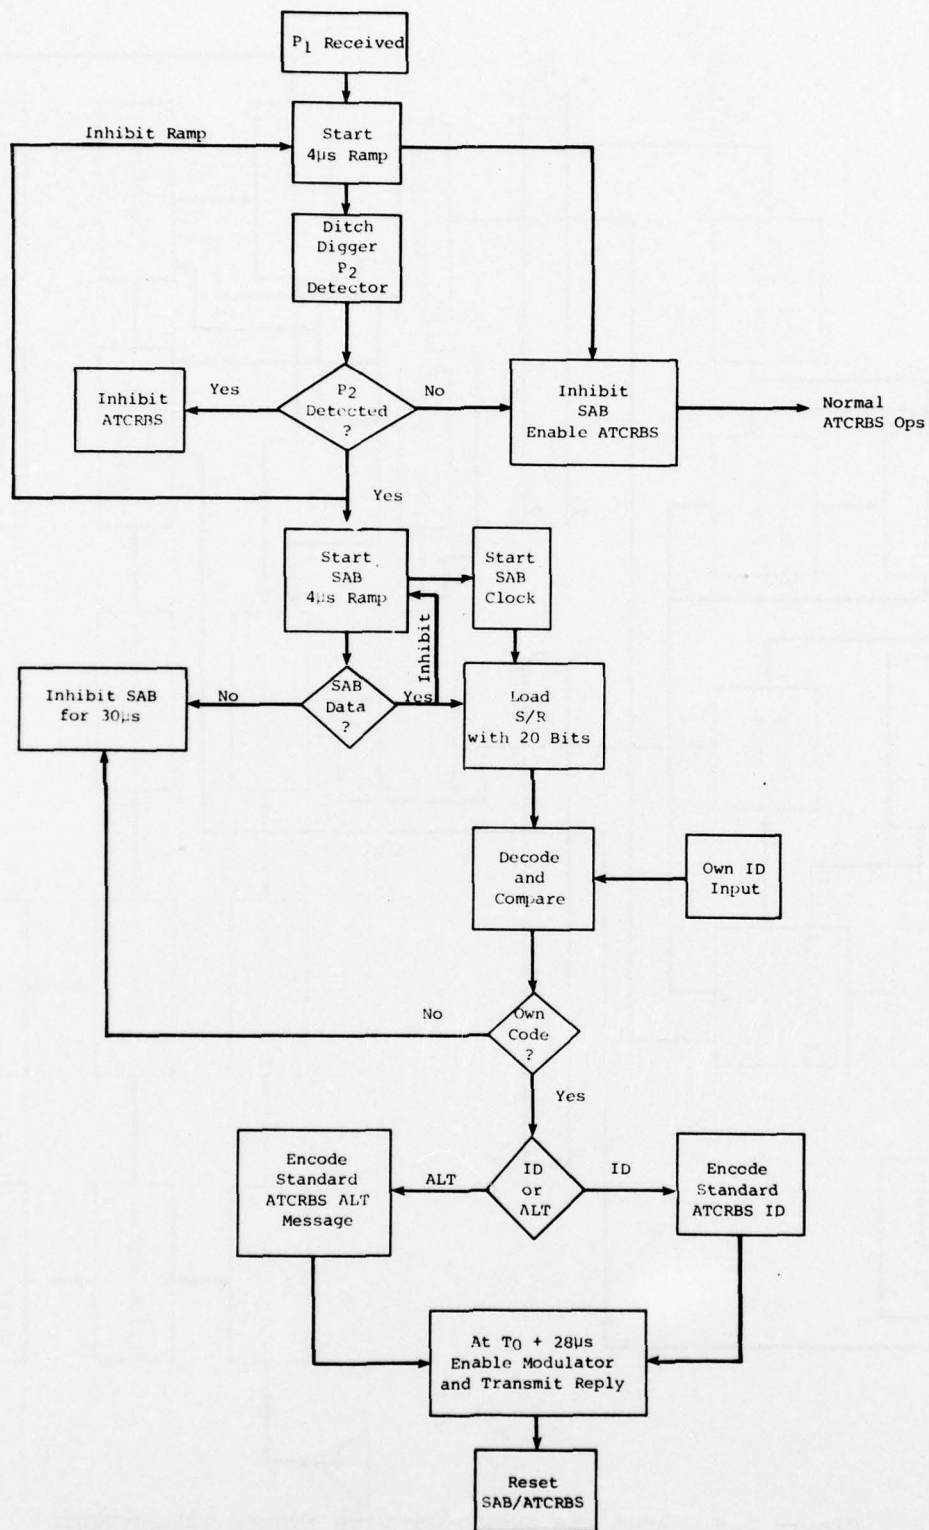 P1 Received
Inhibit Ramp
Start
4µs Ramp
Ditch
Digger
P2
Detector
Yes
P2
Detected
?
No
Inhibit
ATCRBS
Inhibit
SAB
Enable ATCRBS
Normal
ATCRBS Ops
Yes
Start
SAB
4µs Ramp
Start
SAB
Clock
Inhibit
Inhibit SAB
for 30µs
No
SAB
Data
?
Yes
Load
S/R
with 20 Bits
Decode
and
Compare
Own ID
Input
No
Own
Code
?
Yes
Encode
Standard
ATCRBS ALT
Message
ALT
ID
or
ALT
ID
Encode
Standard
ATCRBS ID
At T0 + 28µs
Enable Modulator
and Transmit Reply
Reset
SAB/ATCRBS